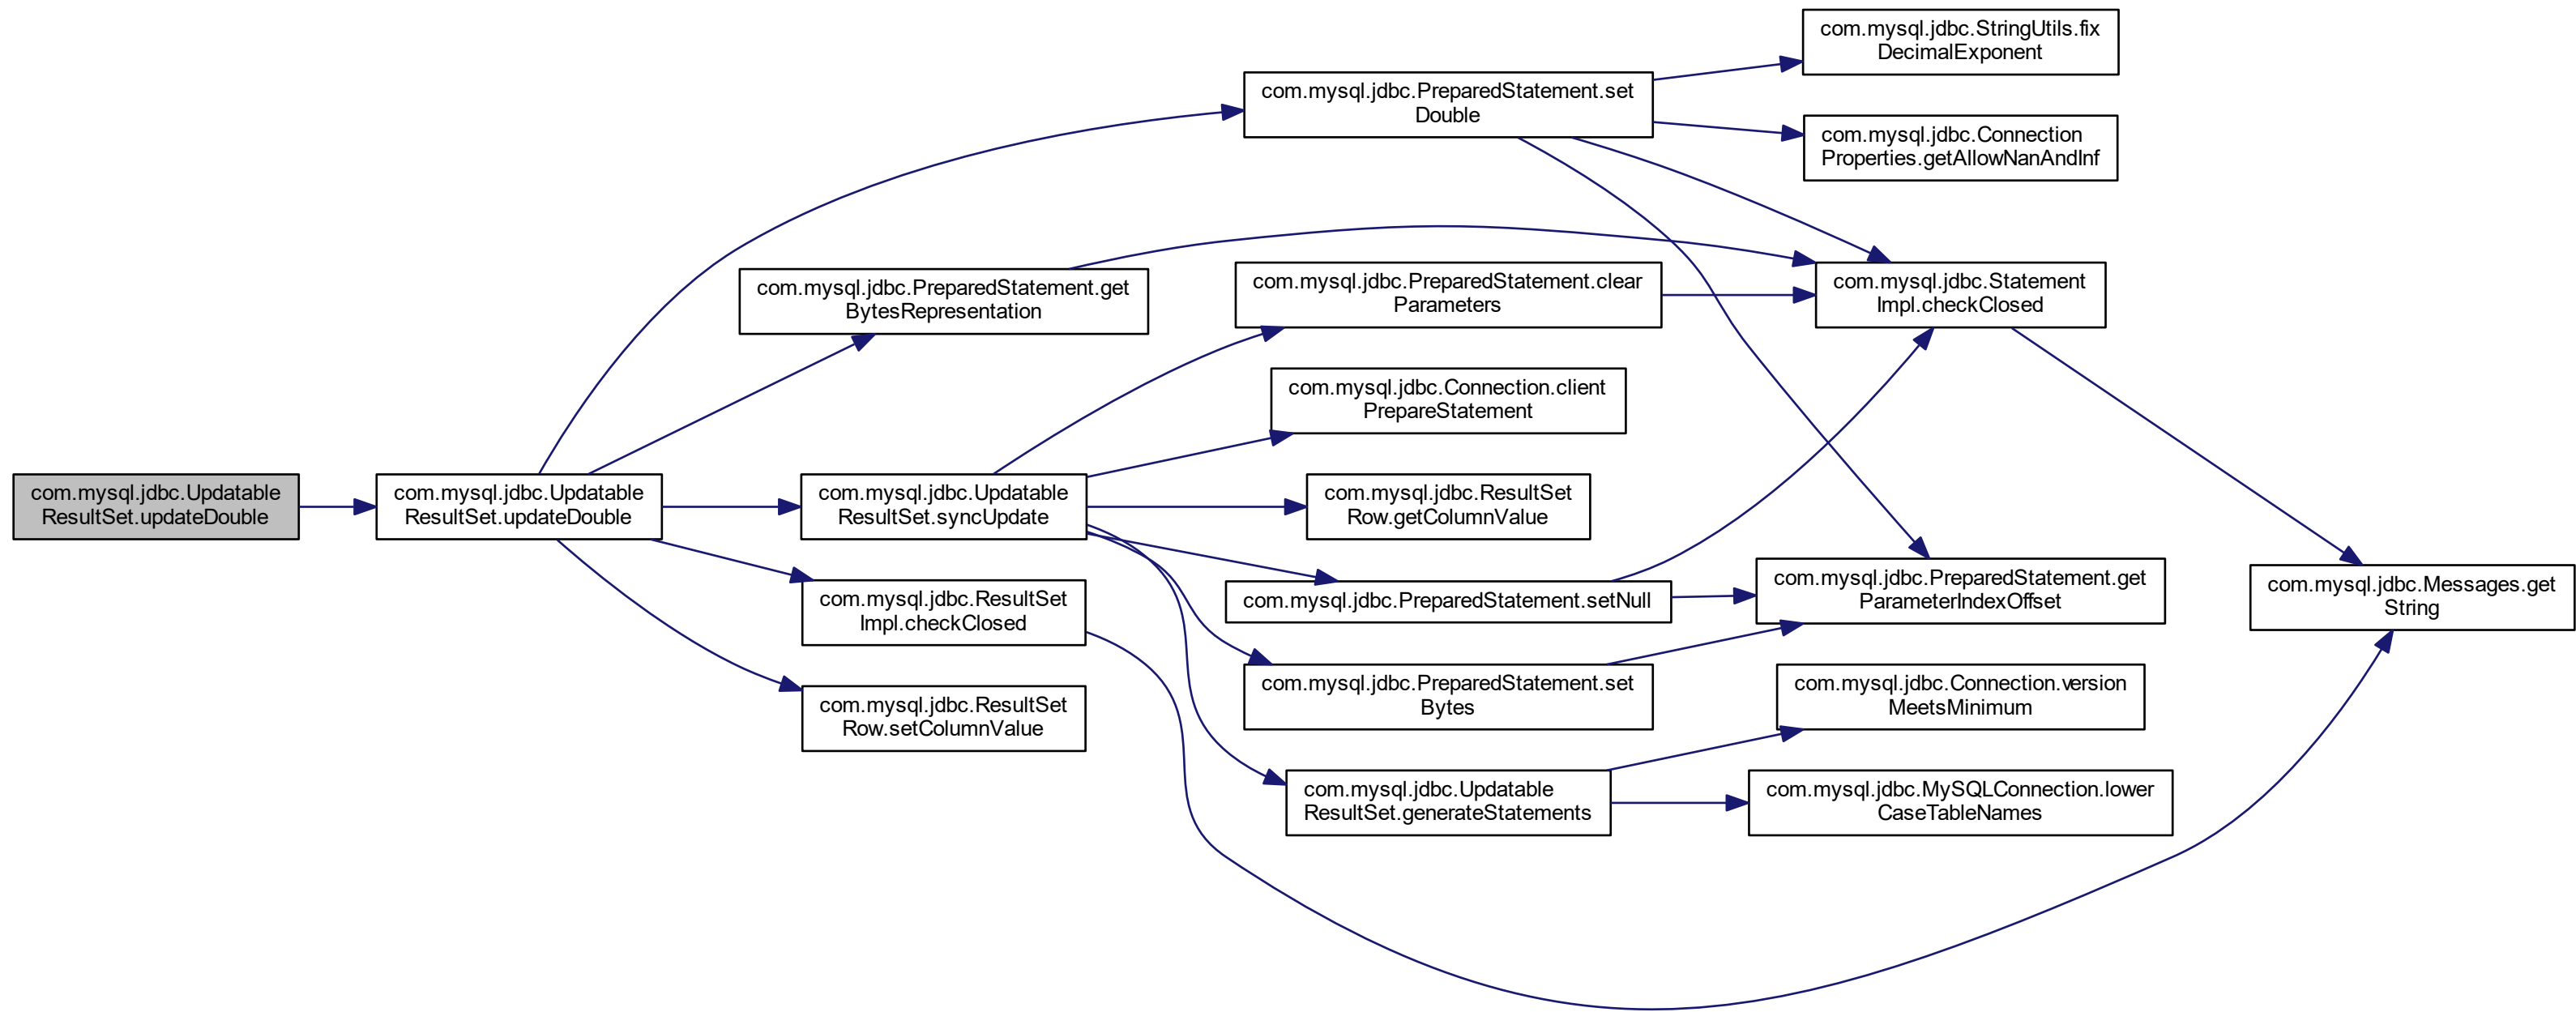 com.mysql.jdbc.Updatable
ResultSet.updateDouble
com.mysql.jdbc.Updatable
ResultSet.updateDouble
com.mysql.jdbc.PreparedStatement.set
Double
com.mysql.jdbc.StringUtils.fix
DecimalExponent
com.mysql.jdbc.Connection
Properties.getAllowNanAndInf
com.mysql.jdbc.PreparedStatement.get
BytesRepresentation
com.mysql.jdbc.PreparedStatement.clear
Parameters
com.mysql.jdbc.Statement
Impl.checkClosed
com.mysql.jdbc.Connection.client
PrepareStatement
com.mysql.jdbc.Updatable
ResultSet.syncUpdate
com.mysql.jdbc.ResultSet
Row.getColumnValue
com.mysql.jdbc.ResultSet
Impl.checkClosed
com.mysql.jdbc.PreparedStatement.setNull
com.mysql.jdbc.PreparedStatement.get
ParameterIndexOffset
com.mysql.jdbc.Messages.get
String
com.mysql.jdbc.ResultSet
Row.setColumnValue
com.mysql.jdbc.PreparedStatement.set
Bytes
com.mysql.jdbc.Connection.version
MeetsMinimum
com.mysql.jdbc.Updatable
ResultSet.generateStatements
com.mysql.jdbc.MySQLConnection.lower
CaseTableNames